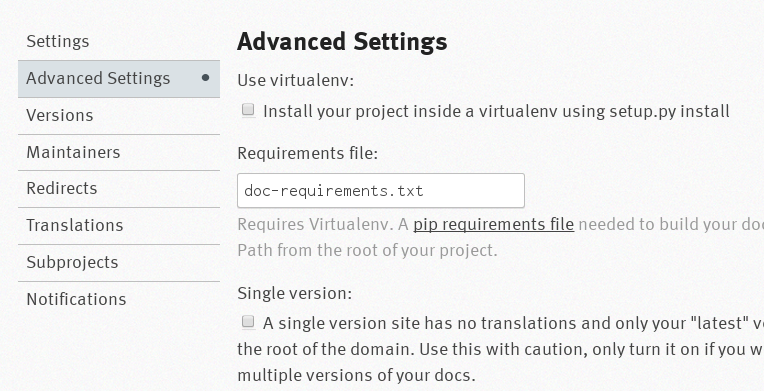 Settings
Advanced Settings
Versions
Maintainers
Redirects
Translations
Subprojects
Notifications
Advanced Settings
Use virtualenv:
Install your project inside a virtualenv using setup.py install
Requirements file:
doc-requirements.txt
Requires Virtualenv. A pip requirements file needed to build your
Path from the root of your project.
Single version:
A single version site has no translations and only your "latest"
the root of the domain. Use this with caution, only turn it on if you
multiple versions of your docs.